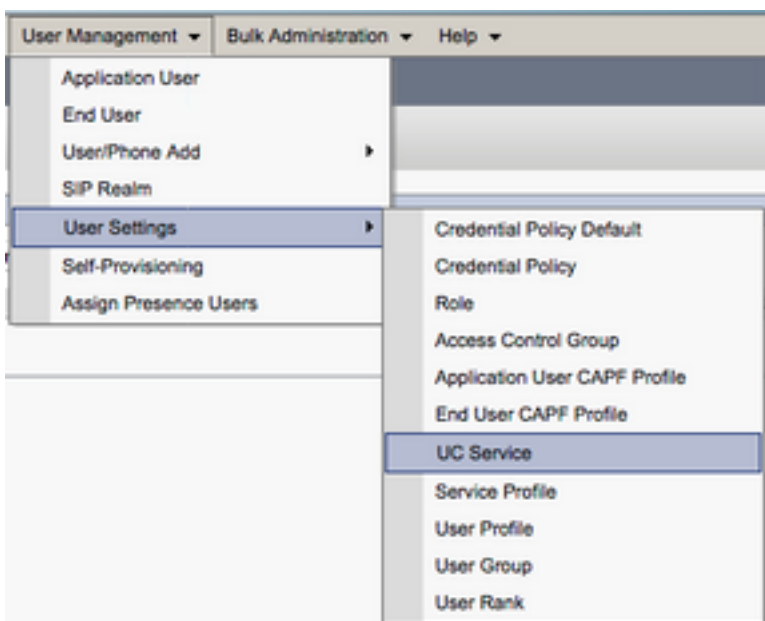 User Management Bulk Administration Help
Application User
End User
User/Phone Add
SIP Realm
User Settings
Self-Provisioning
Assign Presence Users
Credential Policy Default
Credential Policy
Role
Access Control Group
Application User CAPF Profile
End User CAPF Profile
UC Service
Service Profile
User Profile
User Group
User Rank